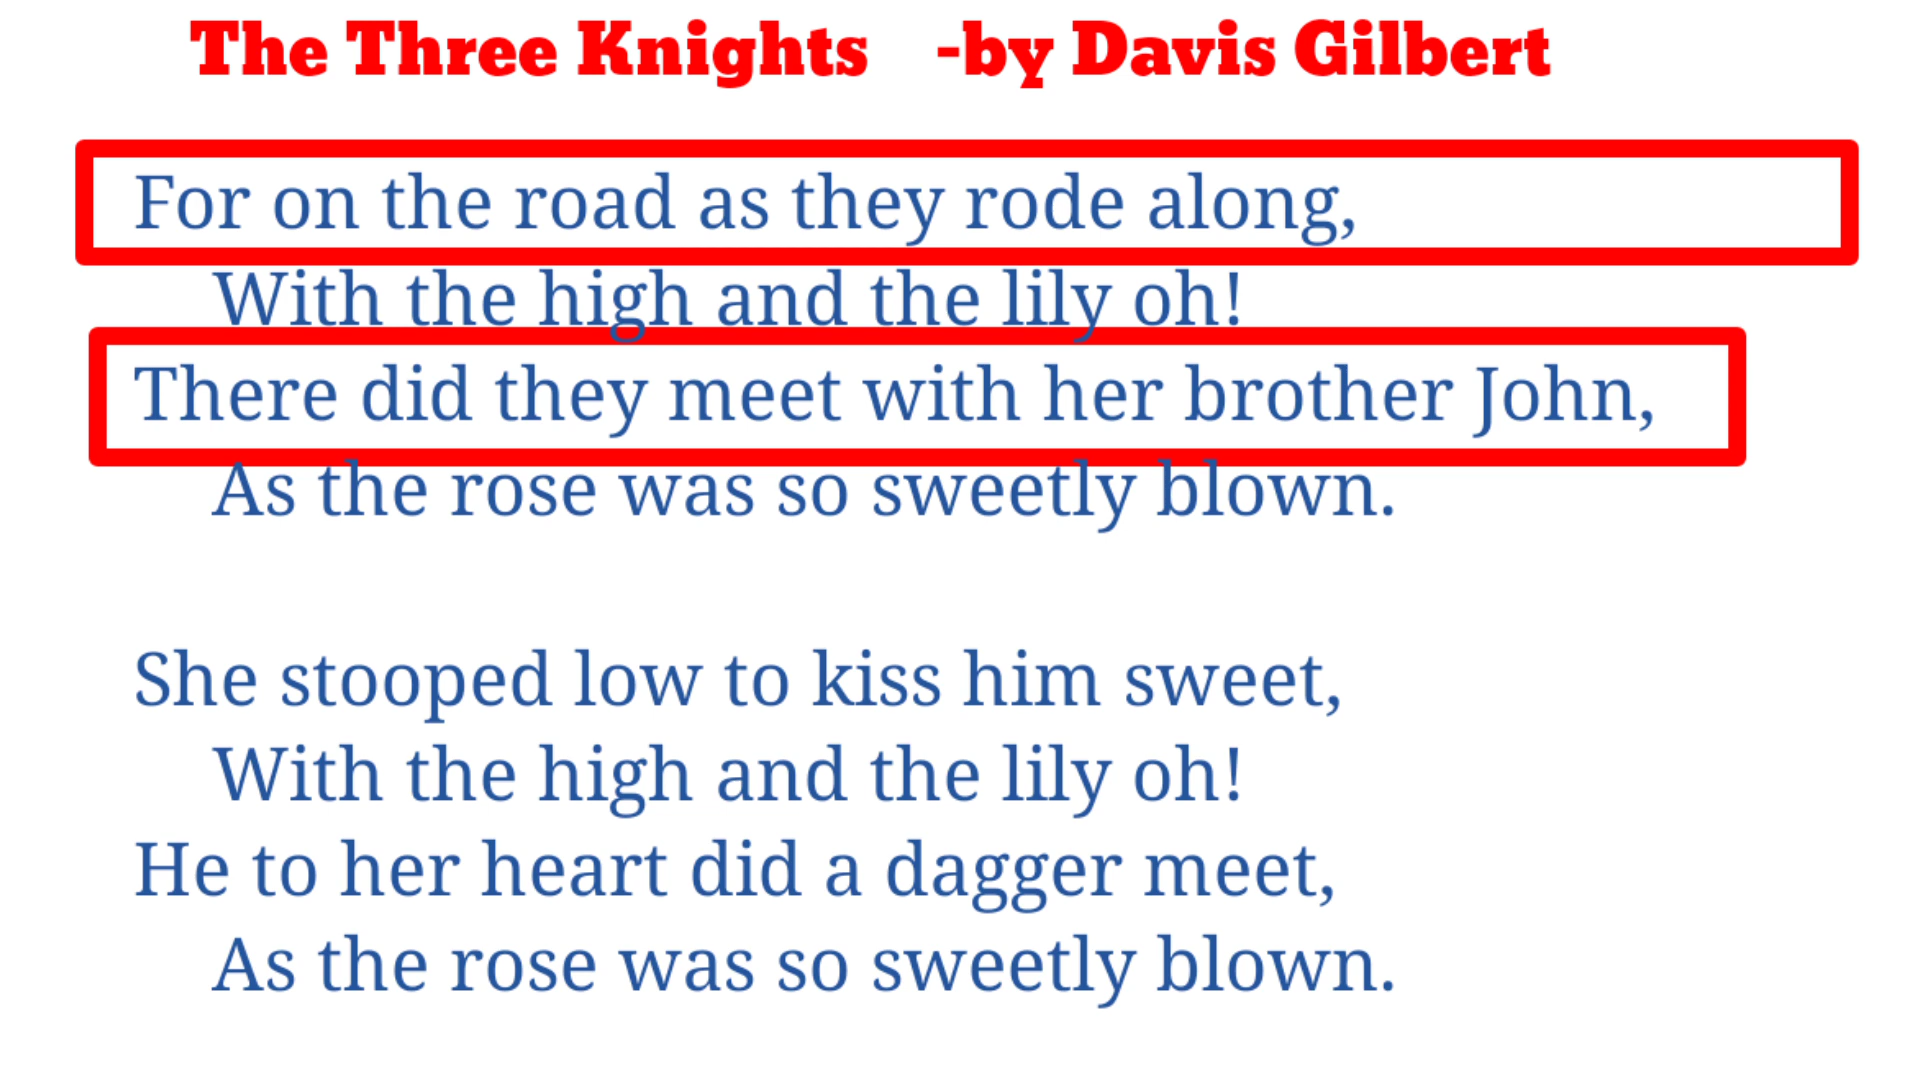 The Three Knights -by Davis Gilbert
For on the road as they rode along,
With the high and the lily oh!
There did they meet with her brother John,
As the rose was so sweetly blown.
She stooped low to kiss him sweet,
With the high and the lily oh!
He to her heart did a dagger meet,
As the rose was so sweetly blown.